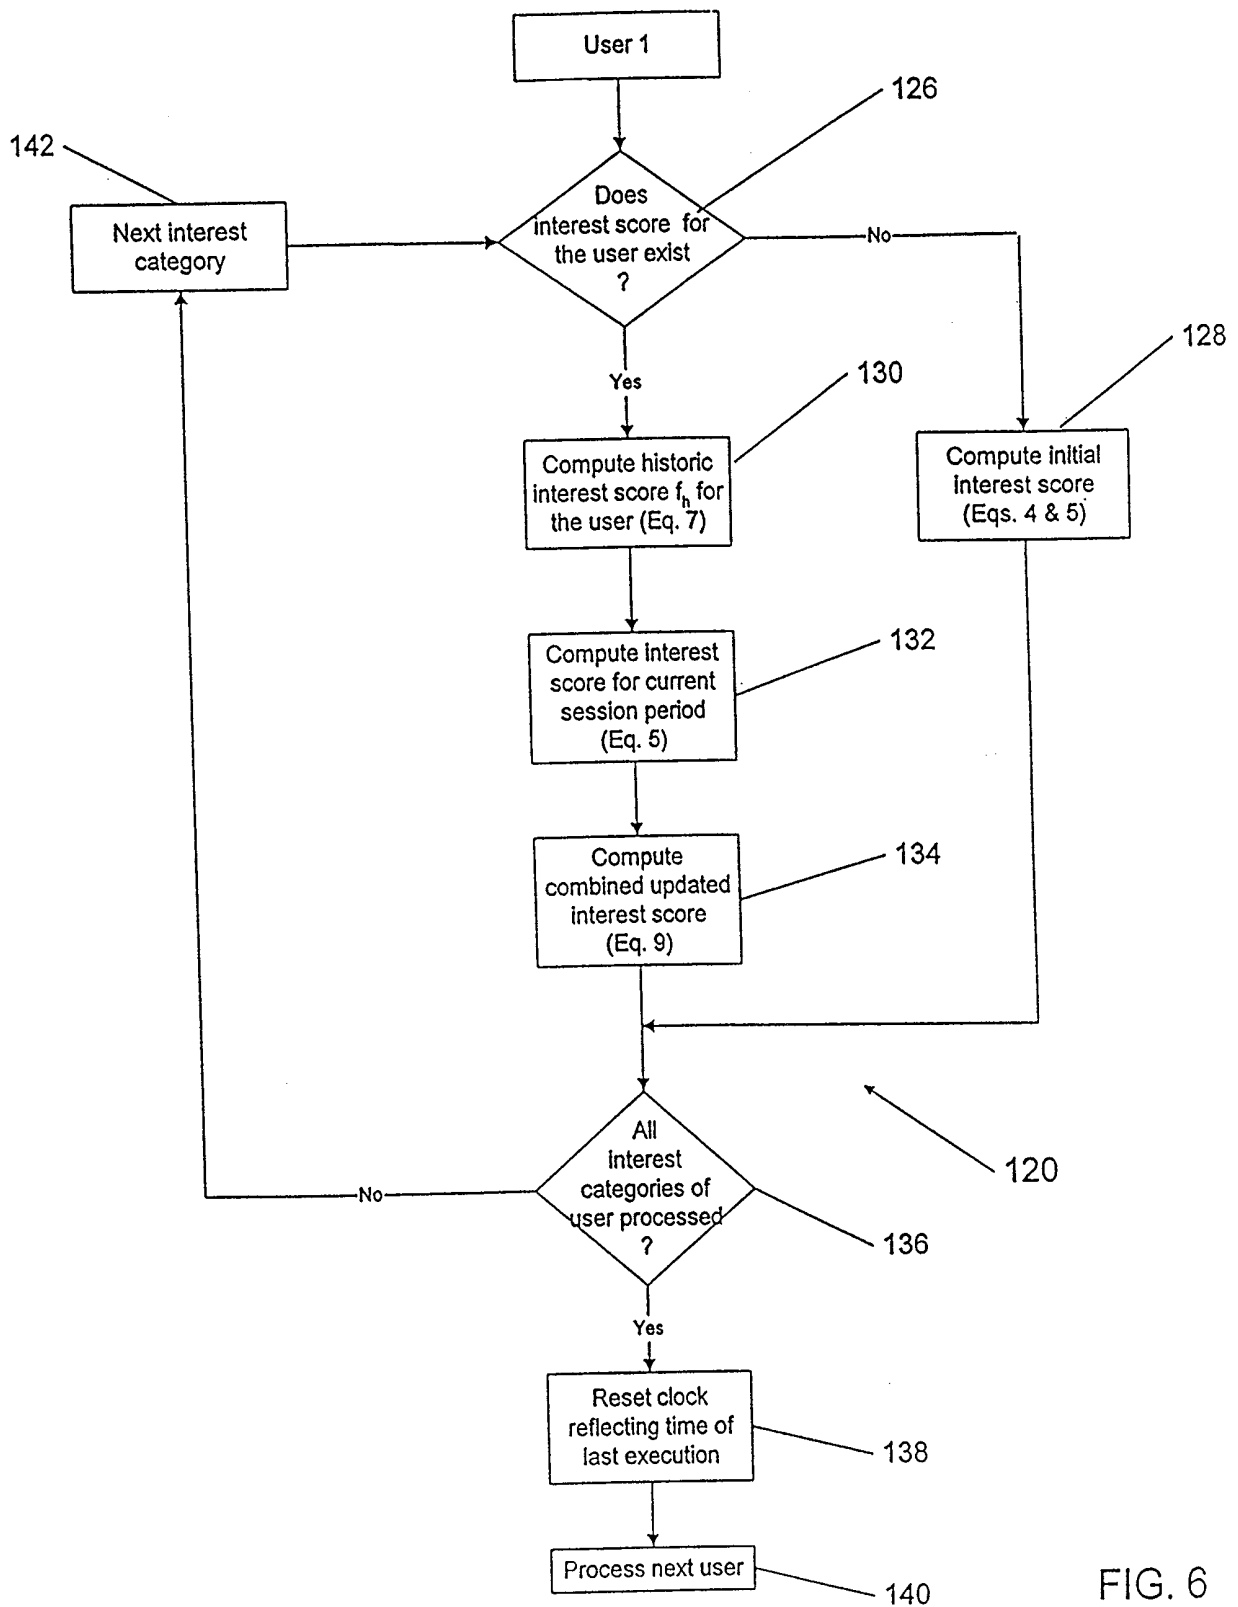 User 1
126
142
Does
interest score for
the user exist
?
Next interest
category
No
128
Yes
130
Compute historic
interest score fh for
the user (Eq. 7)
Compute initial
interest score
(Eqs. 4 & 5)
132
Compute interest
score for current
session period
(Eq. 5)
134
Compute
combined updated
interest score
(Eq. 9)
All
interest
categories of
user processed
?
120
No
136
Yes
Reset clock
reflecting time of
last execution
138
Process next user
140
FIG. 6